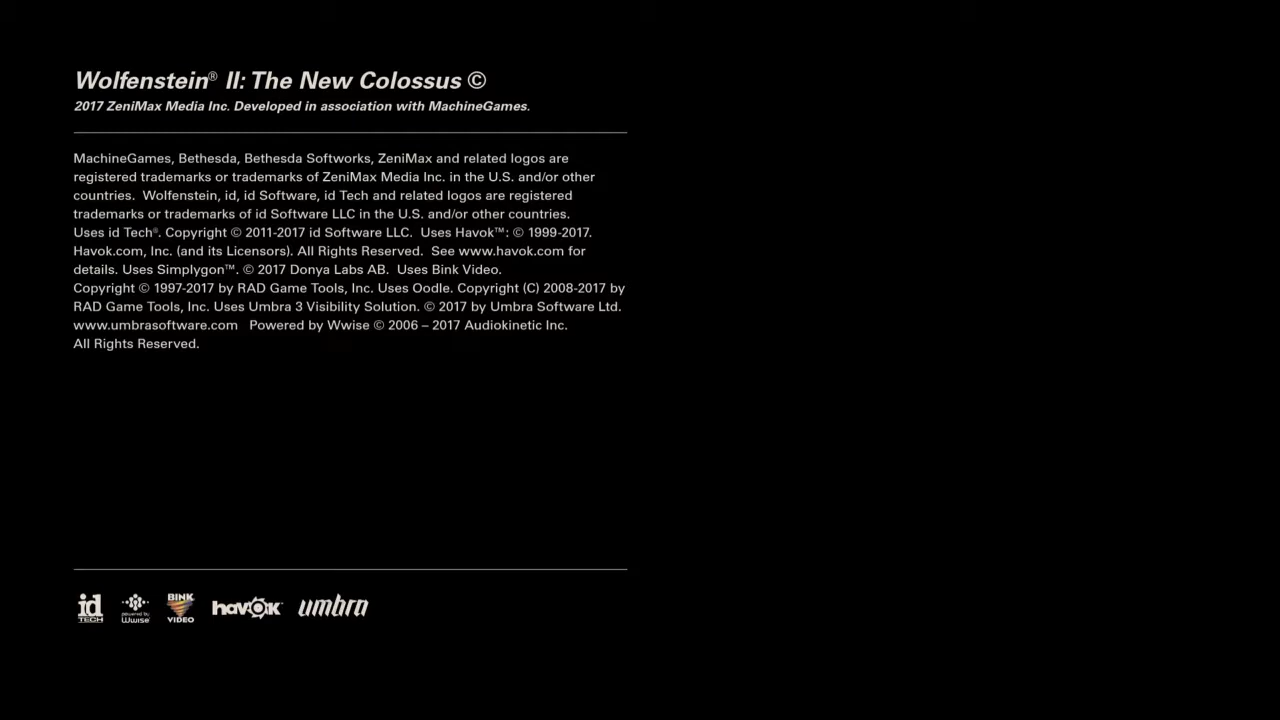 Wolfenstein® II: The New Colossus ©
2017 ZeniMax Media Inc. Developed in association with MachineGames.
MachineGames, Bethesda, Bethesda Softworks, ZeniMax and related logos are
registered trademarks or trademarks of ZeniMax Media Inc. in the U.S. and/or other
countries.  Wolfenstein, id, id Software, id Tech and related logos are registered
trademarks or trademarks of id Software LLC in the U.S. and/or other countries.
Uses id Tech®. Copyright © 2011-2017 id Software LLC.  Uses Havok™: © 1999-2017.
Havok.com, Inc. (and its Licensors). All Rights Reserved.  See www.havok.com for
details. Uses Simplygon™. © 2017 Donya Labs AB.  Uses Bink Video.
Copyright © 1997-2017 by RAD Game Tools, Inc. Uses Oodle. Copyright (C) 2008-2017 by
RAD Game Tools, Inc. Uses Umbra 3 Visibility Solution. © 2017 by Umbra Software Ltd.
www.umbrasoftware.com   Powered by Wwise © 2006 – 2017 Audiokinetic Inc.
All Rights Reserved.
id TECH
powered by Wwise
BINK VIDEO
havok
umbra